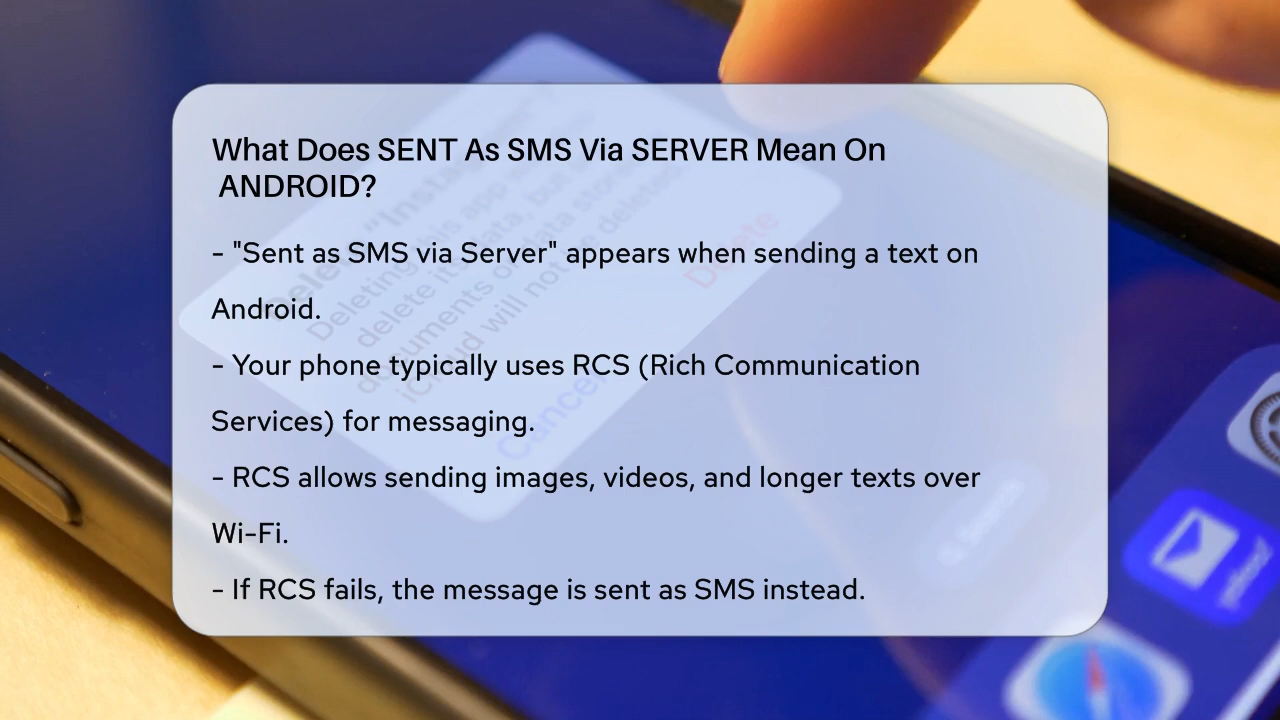 What Does SENT As SMS Via SERVER Mean On
ANDROID?
- "Sent as SMS via Server" appears when sending a text on
Android.
- Your phone typically uses RCS (Rich Communication
Services) for messaging.
- RCS allows sending images, videos, and longer texts over
Wi-Fi.
- If RCS fails, the message is sent as SMS instead.
Delete
Cancel